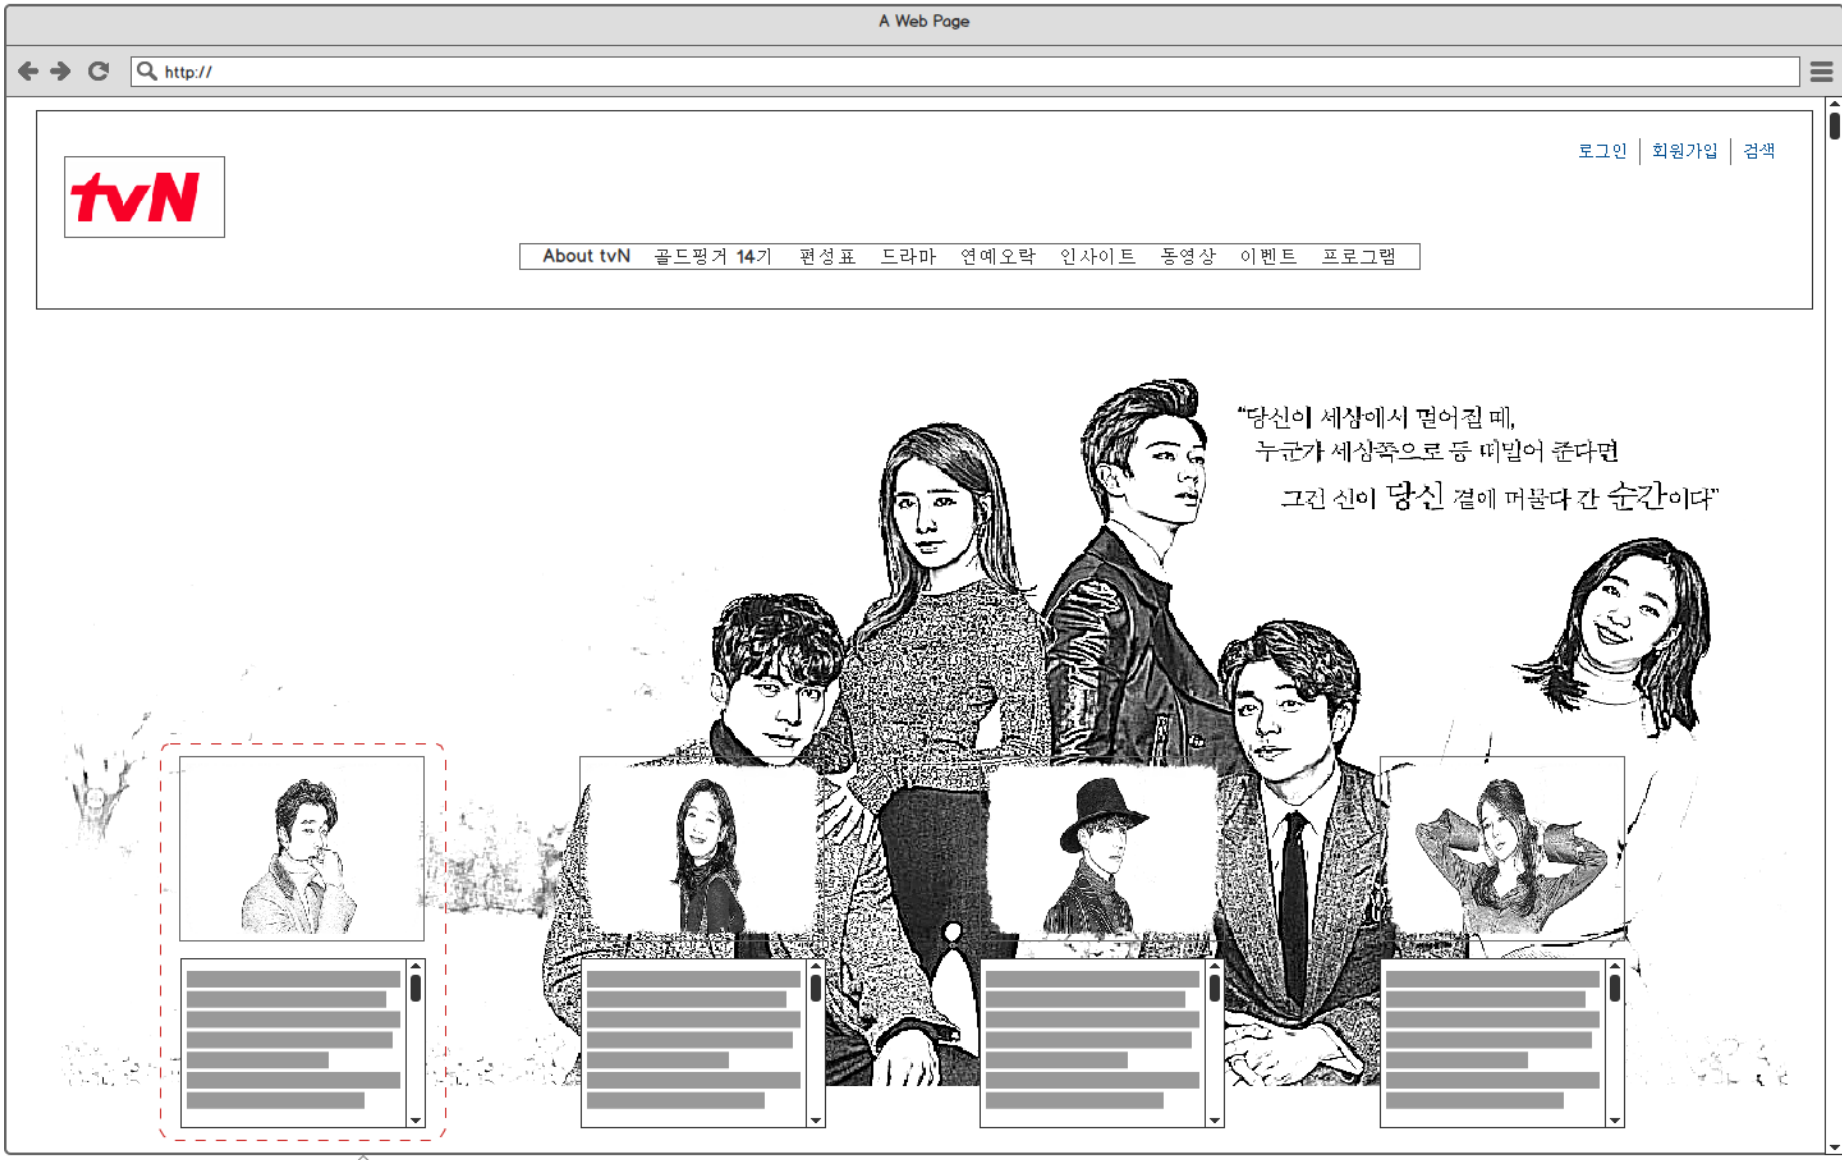 A Web Page
http://
로그인 회원가입 검색
tvN
About tvN 골드핑거 14기 편성표 드라마 연예오락 인사이트 동영상 이벤트 프로그램
“당신이 세상에서 멀어질 때,
누군가 세상쪽으로 등 떠밀어 준다면
그건 신이 당신 곁에 머물다 간 순간이다”